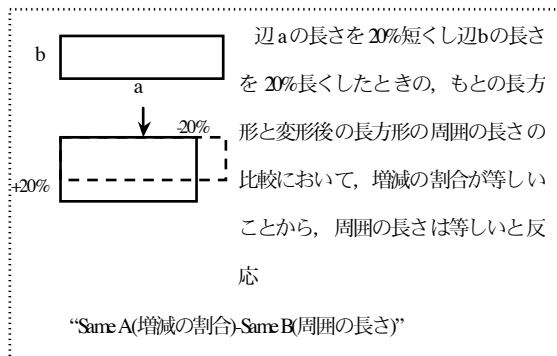 辺aの長さを20%短くし辺bの長さ
を20%長くしたときの，もとの長方
形と変形後の長方形の周囲の長さの
比較において，増減の割合が等しい
ことから，周囲の長さは等しいと反
応
b
a
-20%
+20%
“Same A(増減の割合)-Same B(周囲の長さ)”